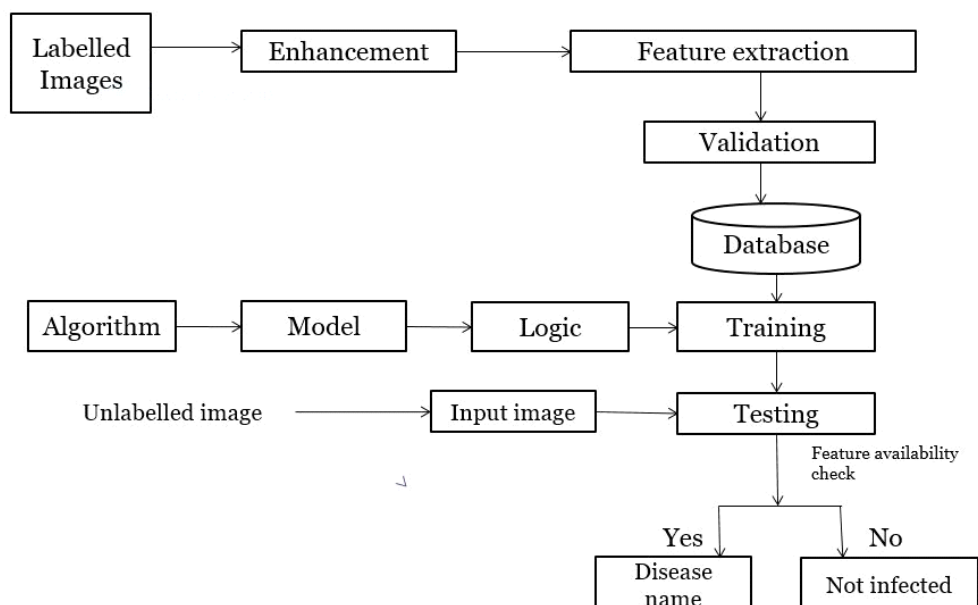 Labelled
Images
Enhancement
Feature extraction
Validation
Database
Algorithm
Model
Logic
Training
Unlabelled image
Input image
Testing
Feature availability
check
Yes
No
Disease
name
Not infected